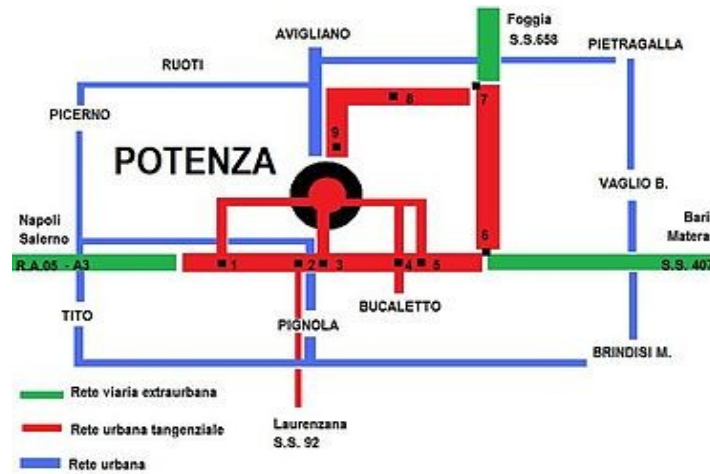 Foggia
S.S.658
AVIGLIANO
PIETRAGALLA
RUOTI
PICERNO
8
7
9
POTENZA
VAGLIO B.
Napoli
Salerno
Bari
Matera
6
R.A.05 - A3
1
2
3
4
5
S.S. 407
BUCALETTO
TITO
PIGNOLA
BRINDISI M.
Rete viaria extraurbana
Rete urbana tangenziale
Laurenzana
S.S. 92
Rete urbana